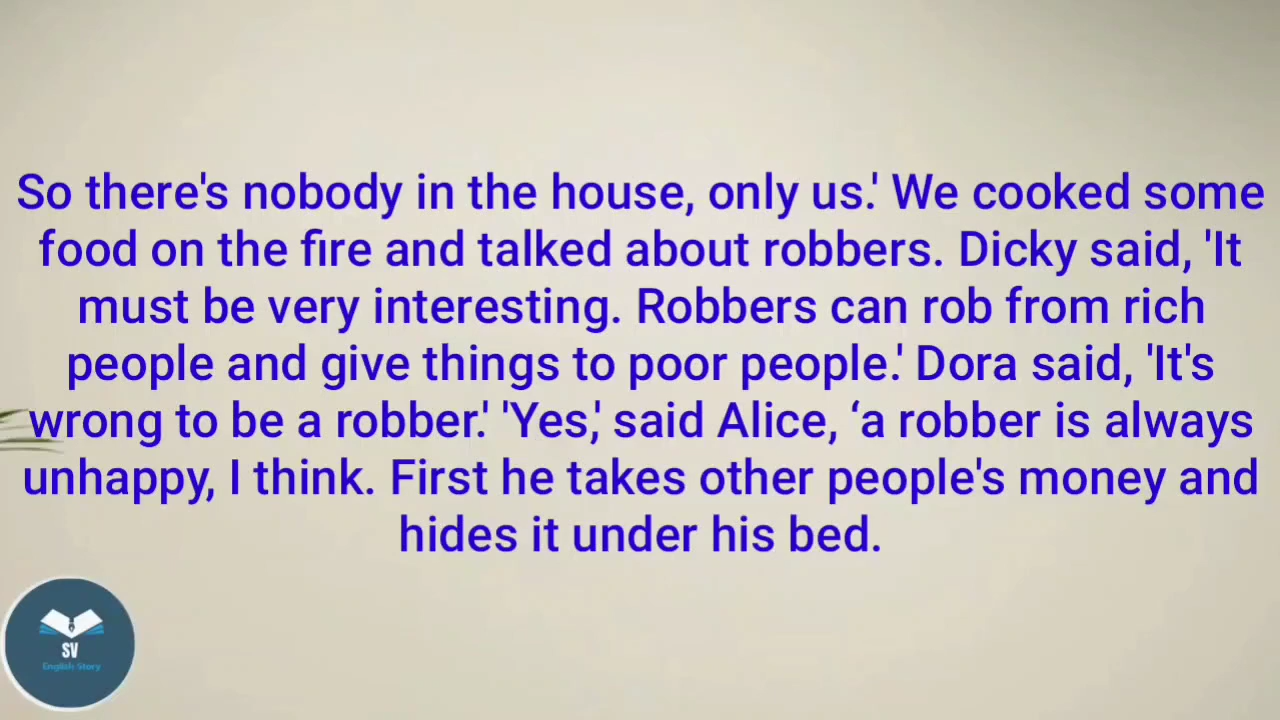 So there's nobody in the house, only us.' We cooked some
food on the fire and talked about robbers. Dicky said, 'It
must be very interesting. Robbers can rob from rich
people and give things to poor people.' Dora said, 'It's
wrong to be a robber.' 'Yes,' said Alice, ‘a robber is always
unhappy, I think. First he takes other people's money and
hides it under his bed.
SV
English Story